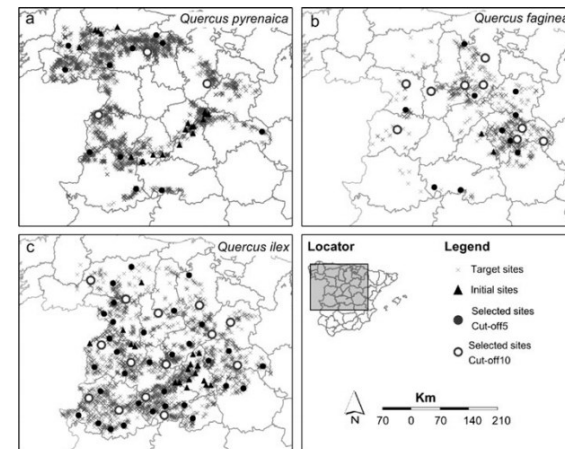 a
Quercus pyrenaica
b
Quercus faginea
c
Quercus ilex
Locator
Legend
Target sites
Initial sites
Selected sites
Cut-off5
Selected sites
Cut-off10
Km
70 0 70 140 210
N